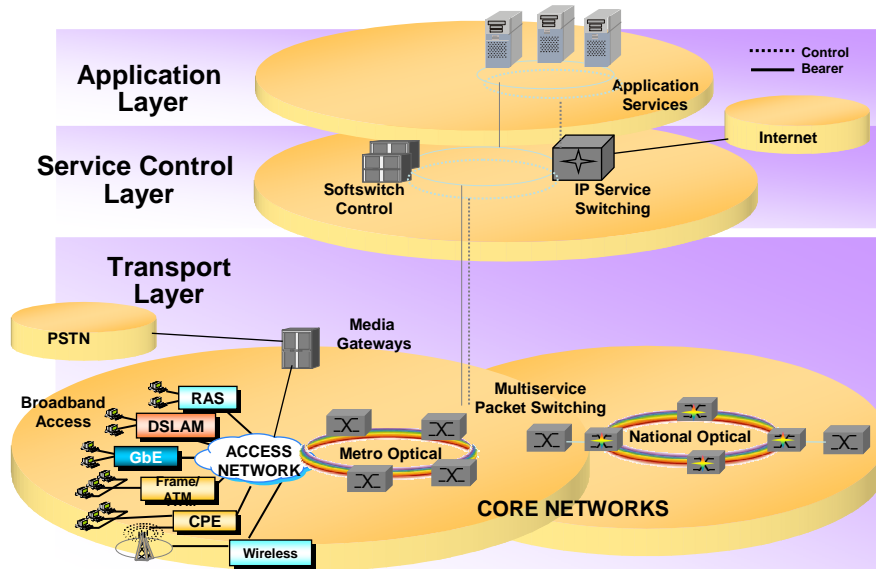 Application
Layer
Control
Bearer
Application
Services
Internet
Service Control
Layer
Softswitch
Control
IP Service
Switching
Transport
Layer
PSTN
Media
Gateways
Broadband
Access
RAS
DSLAM
GbE
Frame/
ATM
CPE
Wireless
ACCESS
NETWORK
Metro Optical
Multiservice
Packet Switching
National Optical
CORE NETWORKS